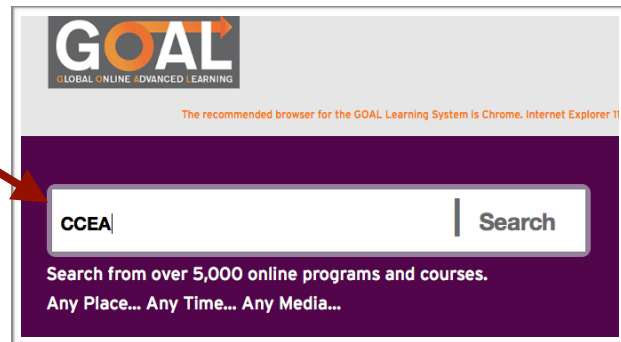 GOAL
GLOBAL ONLINE ADVANCED LEARNING
The recommended browser for the GOAL Learning System is Chrome. Internet Explorer 11
CCEA
Search
Search from over 5,000 online programs and courses.
Any Place... Any Time... Any Media...